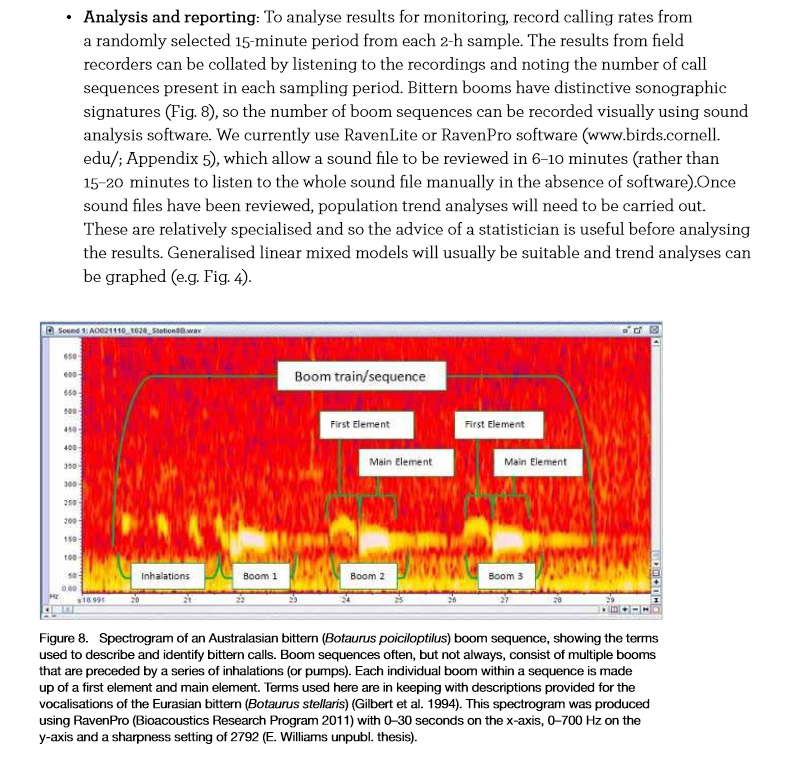 • Analysis and reporting: To analyse results for monitoring, record calling rates from
a randomly selected 15-minute period from each 2-h sample. The results from field
recorders can be collated by listening to the recordings and noting the number of call
sequences present in each sampling period. Bittern booms have distinctive sonographic
signatures (Fig. 8), so the number of boom sequences can be recorded visually using sound
analysis software. We currently use RavenLite or RavenPro software (www.birds.cornell.
edu/; Appendix 5), which allow a sound file to be reviewed in 6–10 minutes (rather than
15–20 minutes to listen to the whole sound file manually in the absence of software).Once
sound files have been reviewed, population trend analyses will need to be carried out.
These are relatively specialised and so the advice of a statistician is useful before analysing
the results. Generalised linear mixed models will usually be suitable and trend analyses can
be graphed (e.g. Fig. 4).
Sound 1: AO021110_1028_Station8B.wav
650
600
550
500
450
400
350
300
250
200
150
100
50
0.00
Hz
Boom train/sequence
First Element
First Element
Main Element
Main Element
Inhalations
Boom 1
Boom 2
Boom 3
s18.991 20 21 22 23 24 25 26 27 28 29
Figure 8. Spectrogram of an Australasian bittern (Botaurus poiciloptilus) boom sequence, showing the terms
used to describe and identify bittern calls. Boom sequences often, but not always, consist of multiple booms
that are preceded by a series of inhalations (or pumps). Each individual boom within a sequence is made
up of a first element and main element. Terms used here are in keeping with descriptions provided for the
vocalisations of the Eurasian bittern (Botaurus stellaris) (Gilbert et al. 1994). This spectrogram was produced
using RavenPro (Bioacoustics Research Program 2011) with 0–30 seconds on the x-axis, 0–700 Hz on the
y-axis and a sharpness setting of 2792 (E. Williams unpubl. thesis).